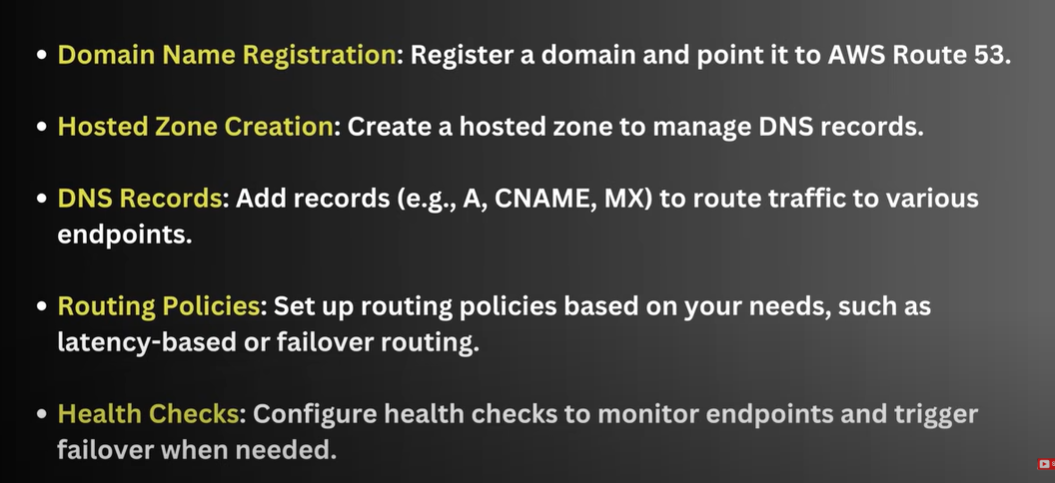 • Domain Name Registration: Register a domain and point it to AWS Route 53.
• Hosted Zone Creation: Create a hosted zone to manage DNS records.
• DNS Records: Add records (e.g., A, CNAME, MX) to route traffic to various
endpoints.
• Routing Policies: Set up routing policies based on your needs, such as
latency-based or failover routing.
• Health Checks: Configure health checks to monitor endpoints and trigger
failover when needed.